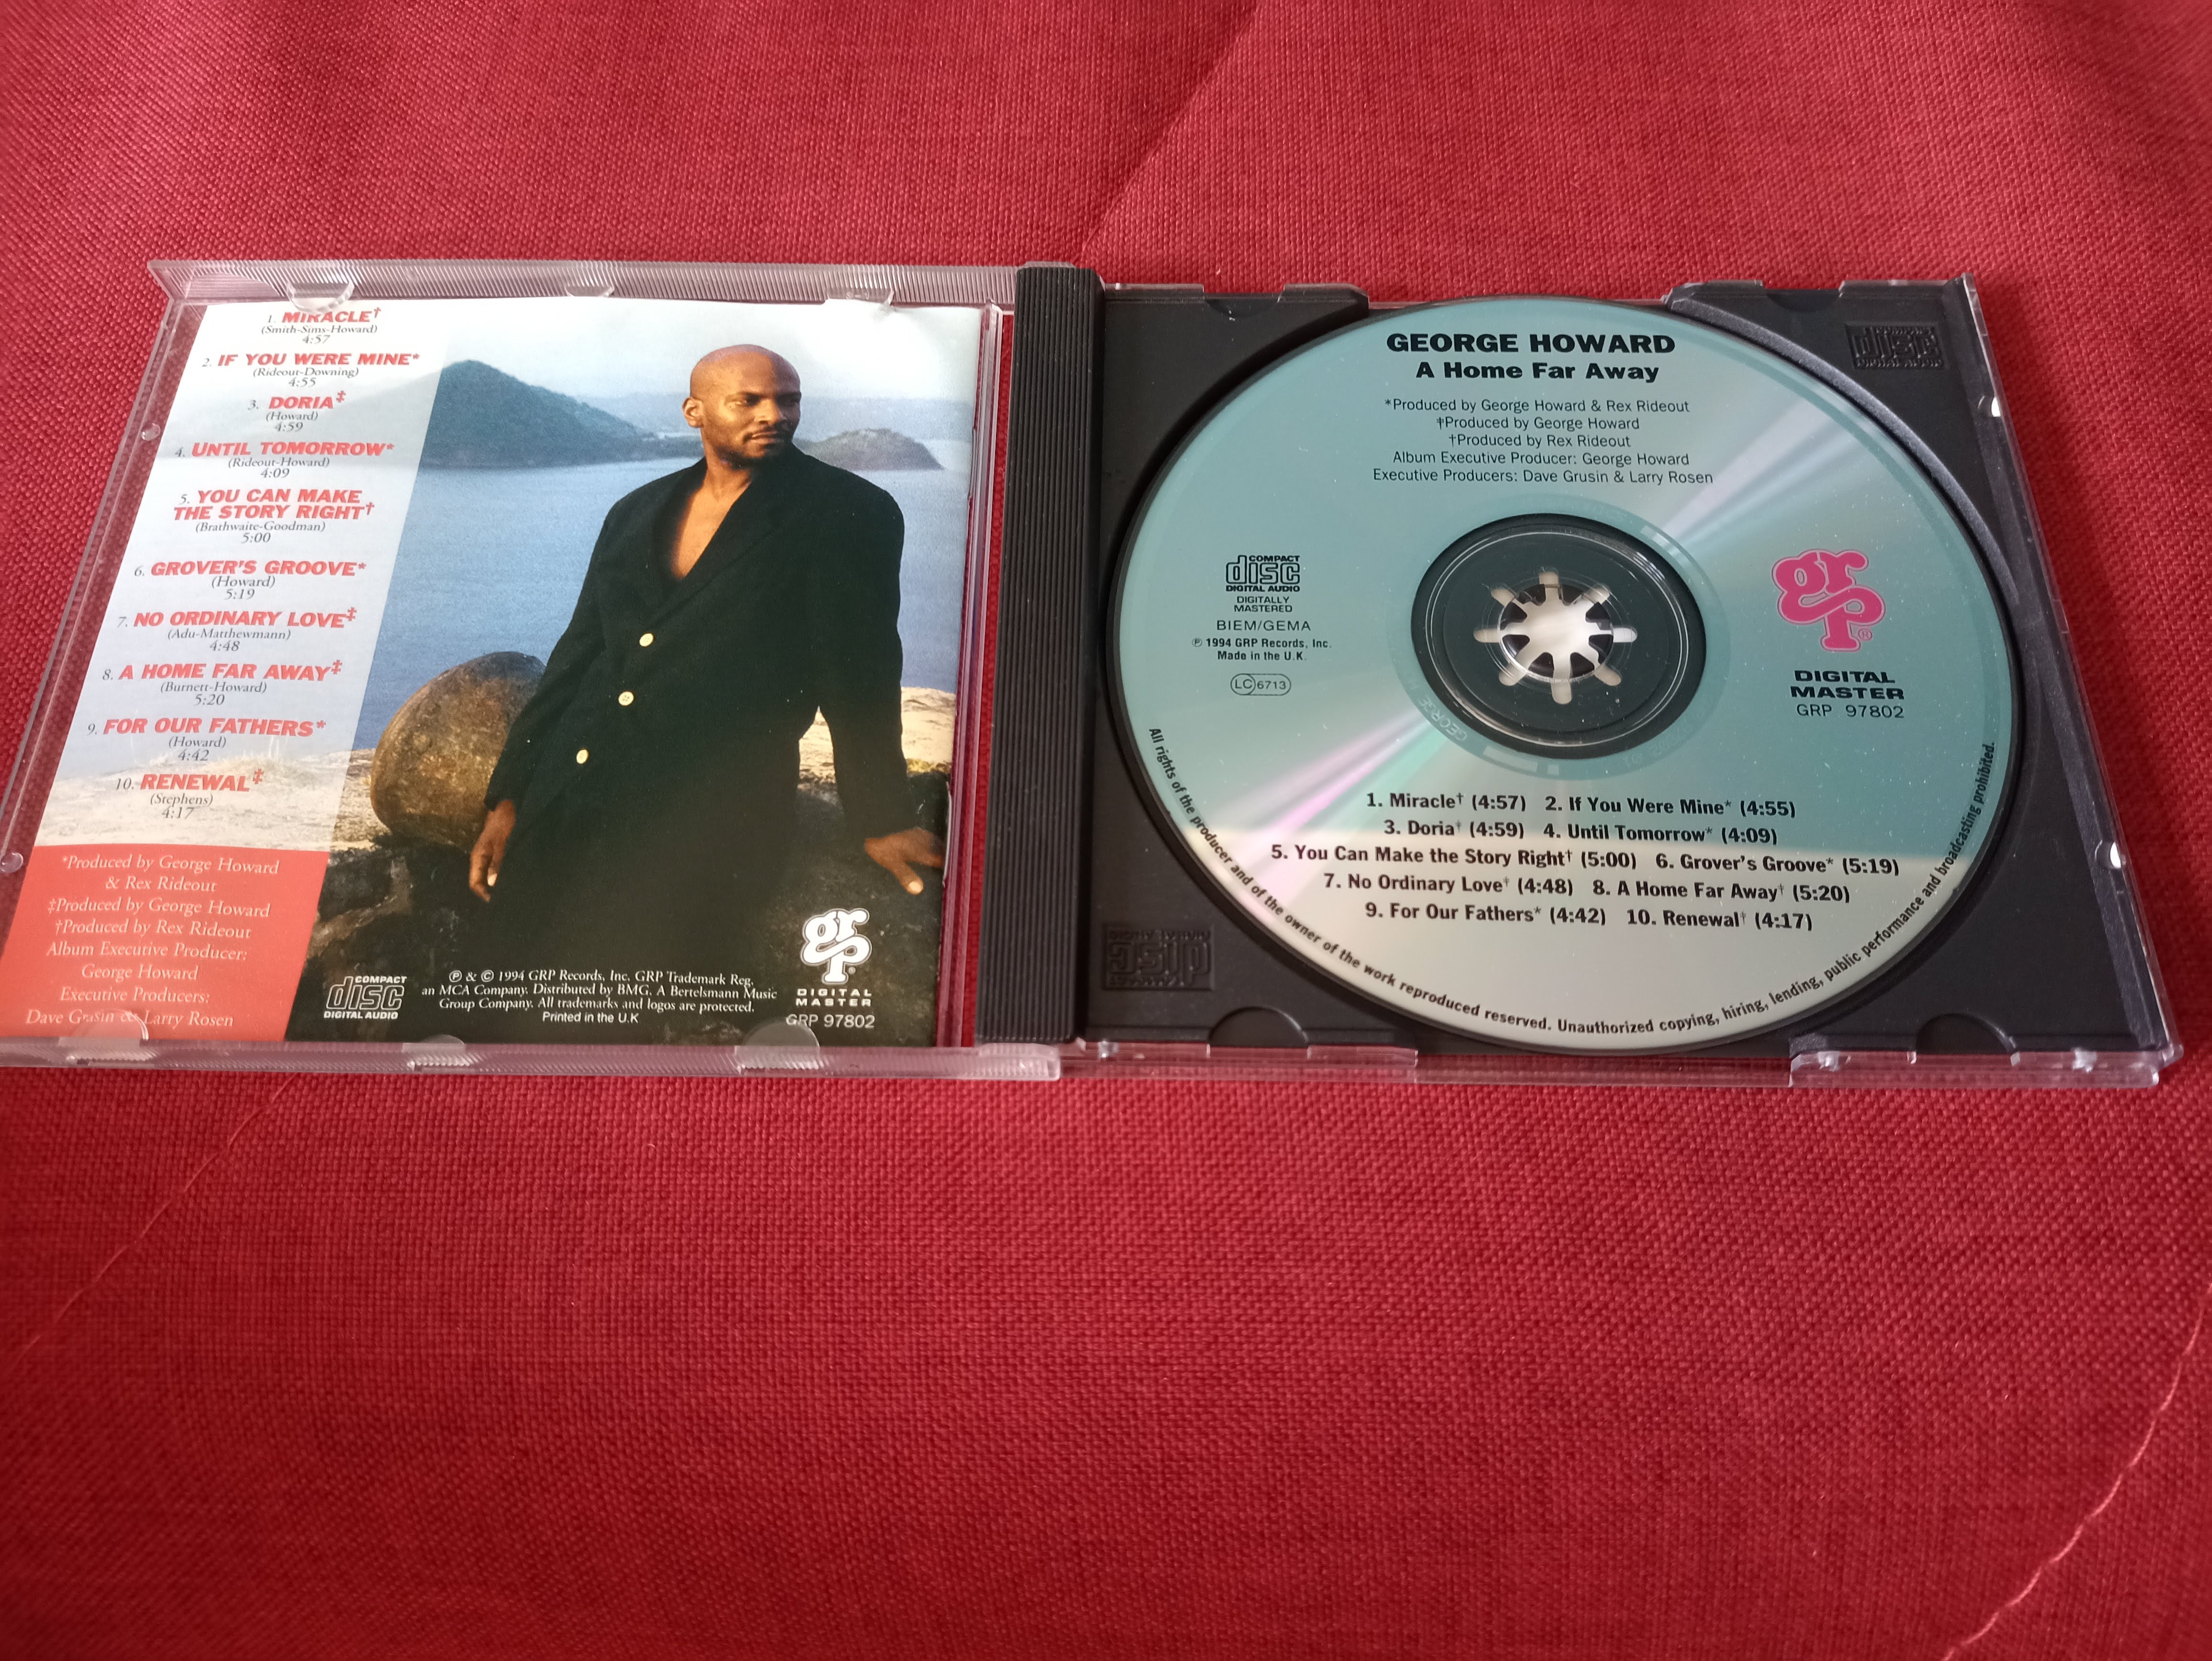 1. MIRACLE†
(Smith-Sims-Howard)
4:57
2. IF YOU WERE MINE*
(Rideout-Downing)
4:55
3. DORIA‡
(Howard)
4:59
4. UNTIL TOMORROW*
(Rideout-Howard)
4:09
5. YOU CAN MAKE
THE STORY RIGHT†
(Brathwaite-Goodman)
5:00
6. GROVER'S GROOVE*
(Howard)
5:19
7. NO ORDINARY LOVE‡
(Adu-Matthewmann)
4:48
8. A HOME FAR AWAY‡
(Burnett-Howard)
5:20
9. FOR OUR FATHERS*
(Howard)
4:42
10. RENEWAL‡
(Stephens)
4:17
*Produced by George Howard
& Rex Rideout
‡Produced by George Howard
†Produced by Rex Rideout
Album Executive Producer:
George Howard
Executive Producers:
Dave Grusin & Larry Rosen
COMPACT
disc
DIGITAL AUDIO
℗ & © 1994 GRP Records, Inc. GRP Trademark Reg.
an MCA Company. Distributed by BMG. A Bertelsmann Music
Group Company. All trademarks and logos are protected.
Printed in the U.K
grp®
DIGITAL
MASTER
GRP 97802
GEORGE HOWARD
A Home Far Away
*Produced by George Howard & Rex Rideout
‡Produced by George Howard
†Produced by Rex Rideout
Album Executive Producer: George Howard
Executive Producers: Dave Grusin & Larry Rosen
COMPACT
disc
DIGITAL AUDIO
DIGITALLY
MASTERED
BIEM/GEMA
℗ 1994 GRP Records, Inc.
Made in the U.K.
LC 6713
grp®
DIGITAL
MASTER
GRP 97802
1. Miracle† (4:57) 2. If You Were Mine* (4:55)
3. Doria† (4:59) 4. Until Tomorrow* (4:09)
5. You Can Make the Story Right† (5:00) 6. Grover's Groove* (5:19)
7. No Ordinary Love† (4:48) 8. A Home Far Away† (5:20)
9. For Our Fathers* (4:42) 10. Renewal† (4:17)
All rights of the producer and of the owner of the work reproduced reserved. Unauthorized copying, hiring, lending, public performance and broadcasting prohibited.
disc
disc